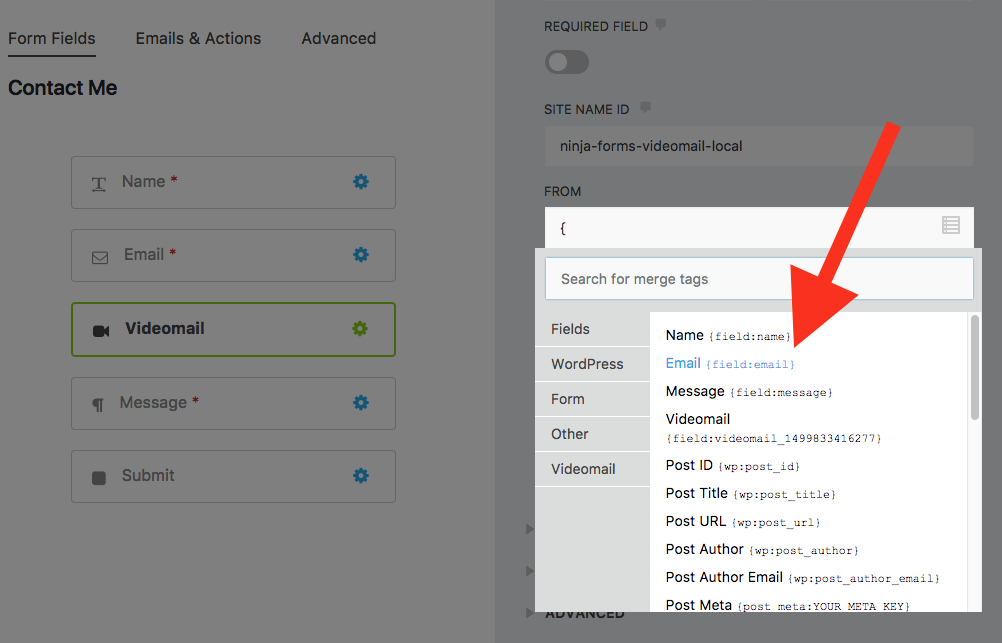 Form Fields Emails & Actions Advanced
Contact Me
Name *
Email *
Videomail
Message *
Submit
REQUIRED FIELD
SITE NAME ID
ninja-forms-videomail-local
FROM
{
Search for merge tags
Fields
WordPress
Form
Other
Videomail
Name {field:name}
Email {field:email}
Message {field:message}
Videomail
{field:videomail_1499833416277}
Post ID {wp:post_id}
Post Title {wp:post_title}
Post URL {wp:post_url}
Post Author {wp:post_author}
Post Author Email {wp:post_author_email}
Post Meta {post_meta:YOUR_META_KEY}
ADVANCED